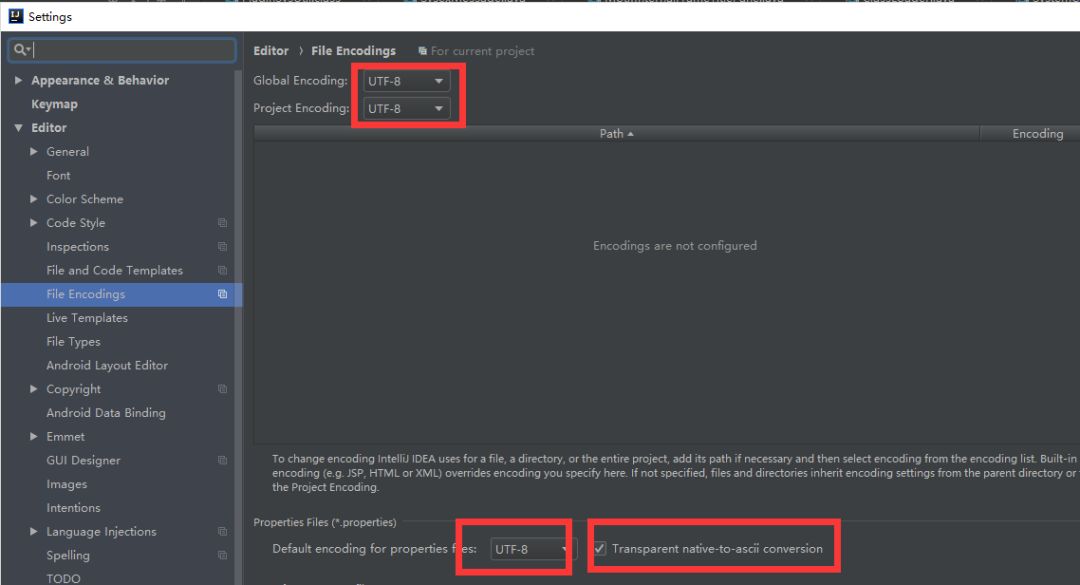 Settings
Appearance & Behavior
Keymap
Editor
General
Font
Color Scheme
Code Style
Inspections
File and Code Templates
File Encodings
Live Templates
File Types
Android Layout Editor
Copyright
Android Data Binding
Emmet
GUI Designer
Images
Intentions
Language Injections
Spelling
TODO
Editor › File Encodings For current project
Global Encoding: UTF-8
Project Encoding: UTF-8
Path Encoding
Encodings are not configured
To change encoding IntelliJ IDEA uses for a file, a directory, or the entire project, add its path if necessary and then select encoding from the encoding list. Built-in
encoding (e.g. JSP, HTML or XML) overrides encoding you specify here. If not specified, files and directories inherit encoding settings from the parent directory or
the Project Encoding.
Properties Files (*.properties)
Default encoding for properties files: UTF-8 Transparent native-to-ascii conversion